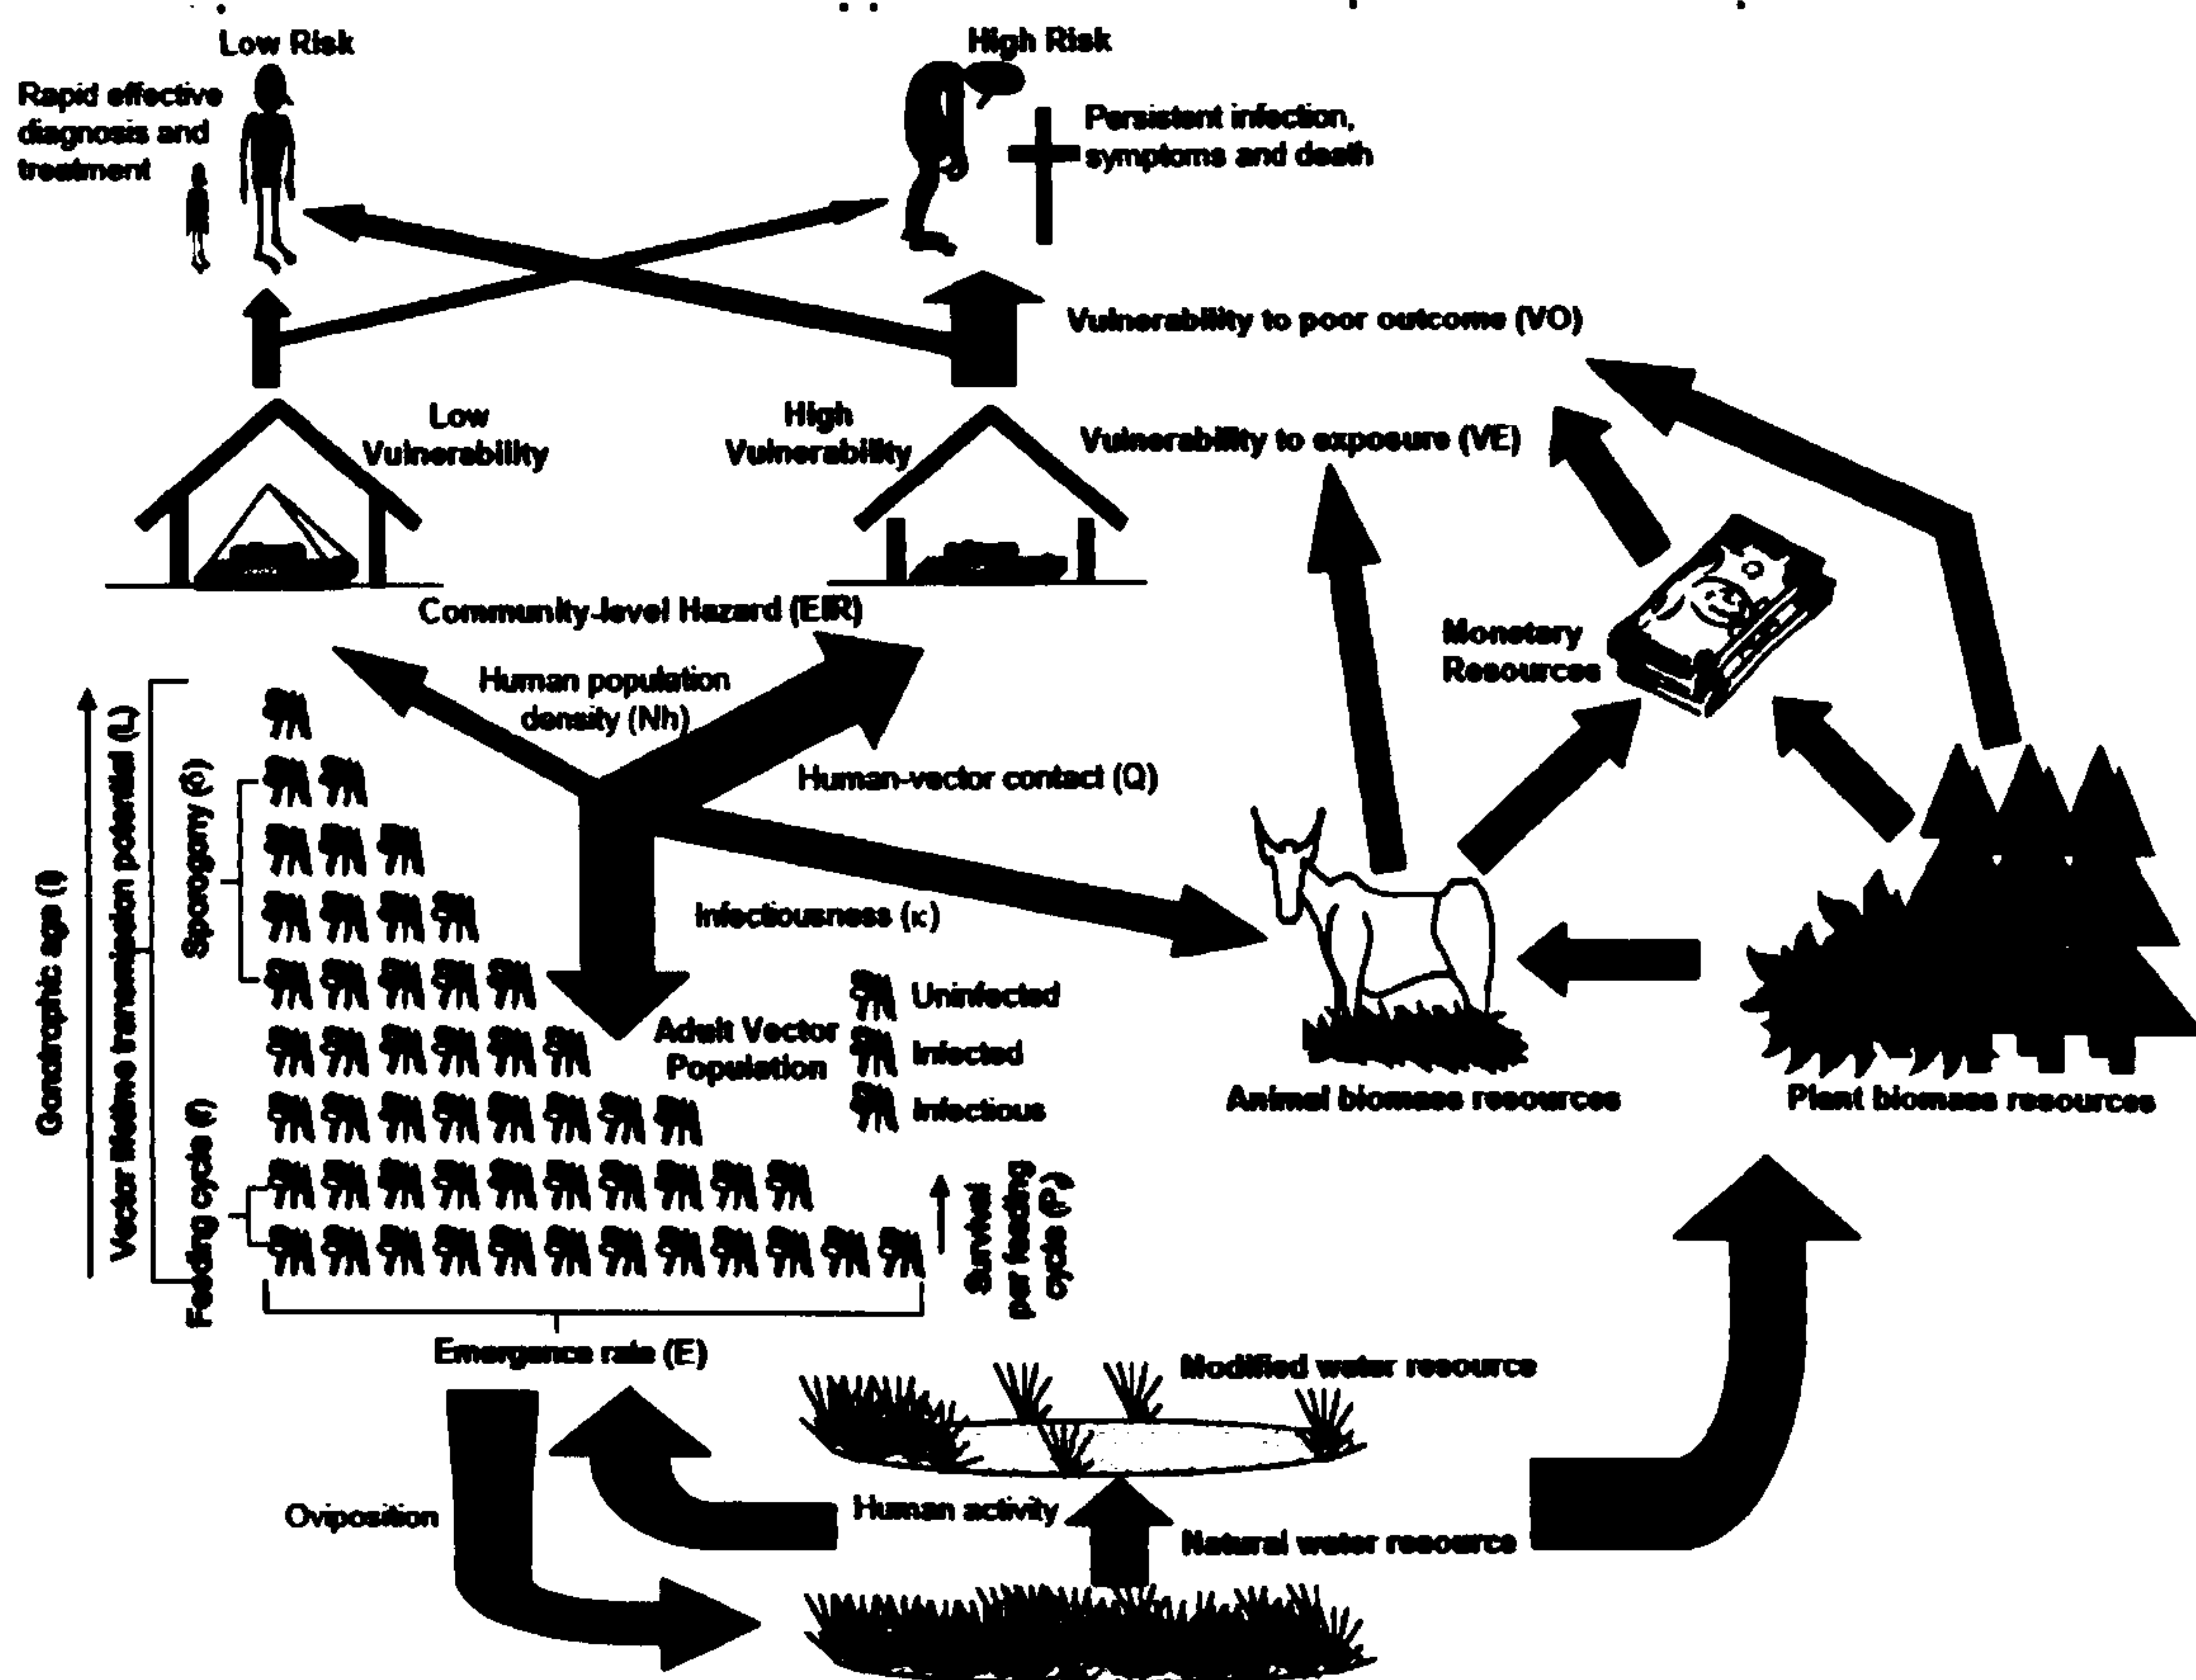 Low Risk
High Risk
Rapid effective
diagnosis and
treatment
Persistent infection,
symptoms and death
Vulnerability to poor outcome (VO)
Low
Vulnerability
High
Vulnerability
Vulnerability to exposure (VE)
Community-level Hazard (EIR)
Human population
density (Nh)
Monetary
Resources
Human-vector contact (Q)
Infectiousness (κ)
Gonotrophic age (i)
Vector lifetime transmission potential (L)
Sporogony (e)
Feeding cycle (f)
Adult Vector
Population
Uninfected
Infected
Infectious
Survival
per feeding
cycle (Pf)
Animal biomass resources
Plant biomass resources
Emergence rate (E)
Modified water resource
Oviposition
Human activity
Natural water resource